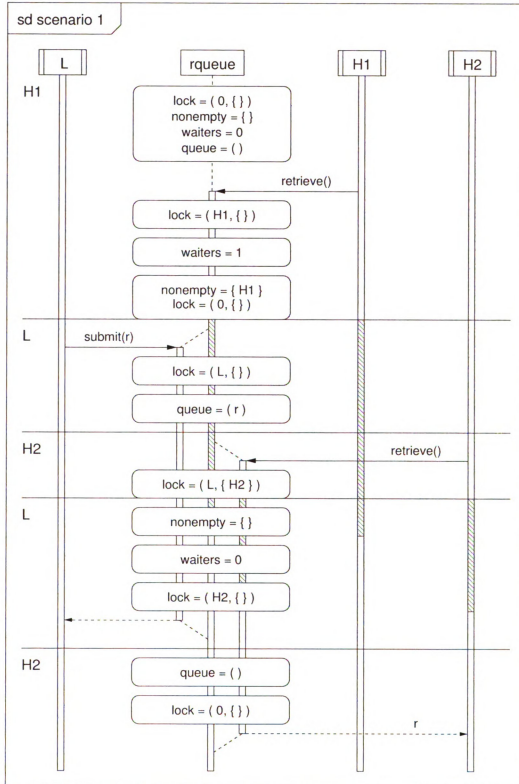 sd scenario 1
L
rqueue
H1
H2
H1
lock = ( 0, { } )
nonempty = { }
waiters = 0
queue = ( )
retrieve()
lock = ( H1, { } )
waiters = 1
nonempty = { H1 }
lock = ( 0, { } )
L
submit(r)
lock = ( L, { } )
queue = ( r )
H2
retrieve()
lock = ( L, { H2 } )
L
nonempty = { }
waiters = 0
lock = ( H2, { } )
H2
queue = ( )
lock = ( 0, { } )
r